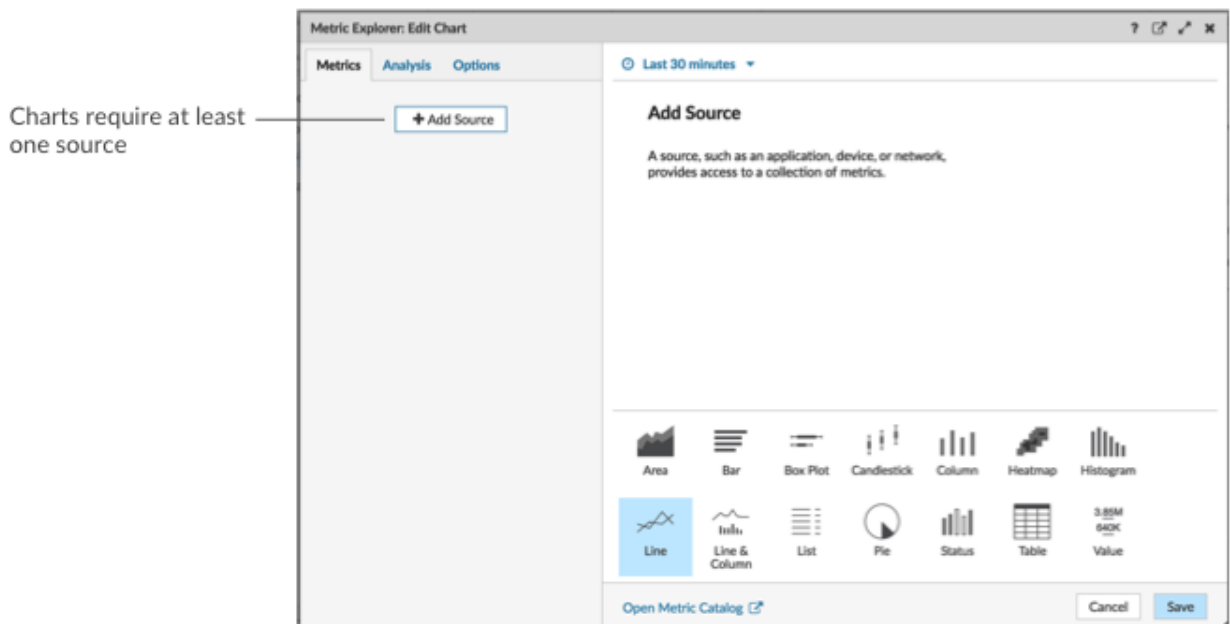 Metric Explorer: Edit Chart
?
Metrics Analysis Options
Last 30 minutes
Charts require at least
one source
+ Add Source
Add Source
A source, such as an application, device, or network,
provides access to a collection of metrics.
Area Bar Box Plot Candlestick Column Heatmap Histogram
3.85M
640K
Line Line &
Column List Pie Status Table Value
Open Metric Catalog
Cancel Save